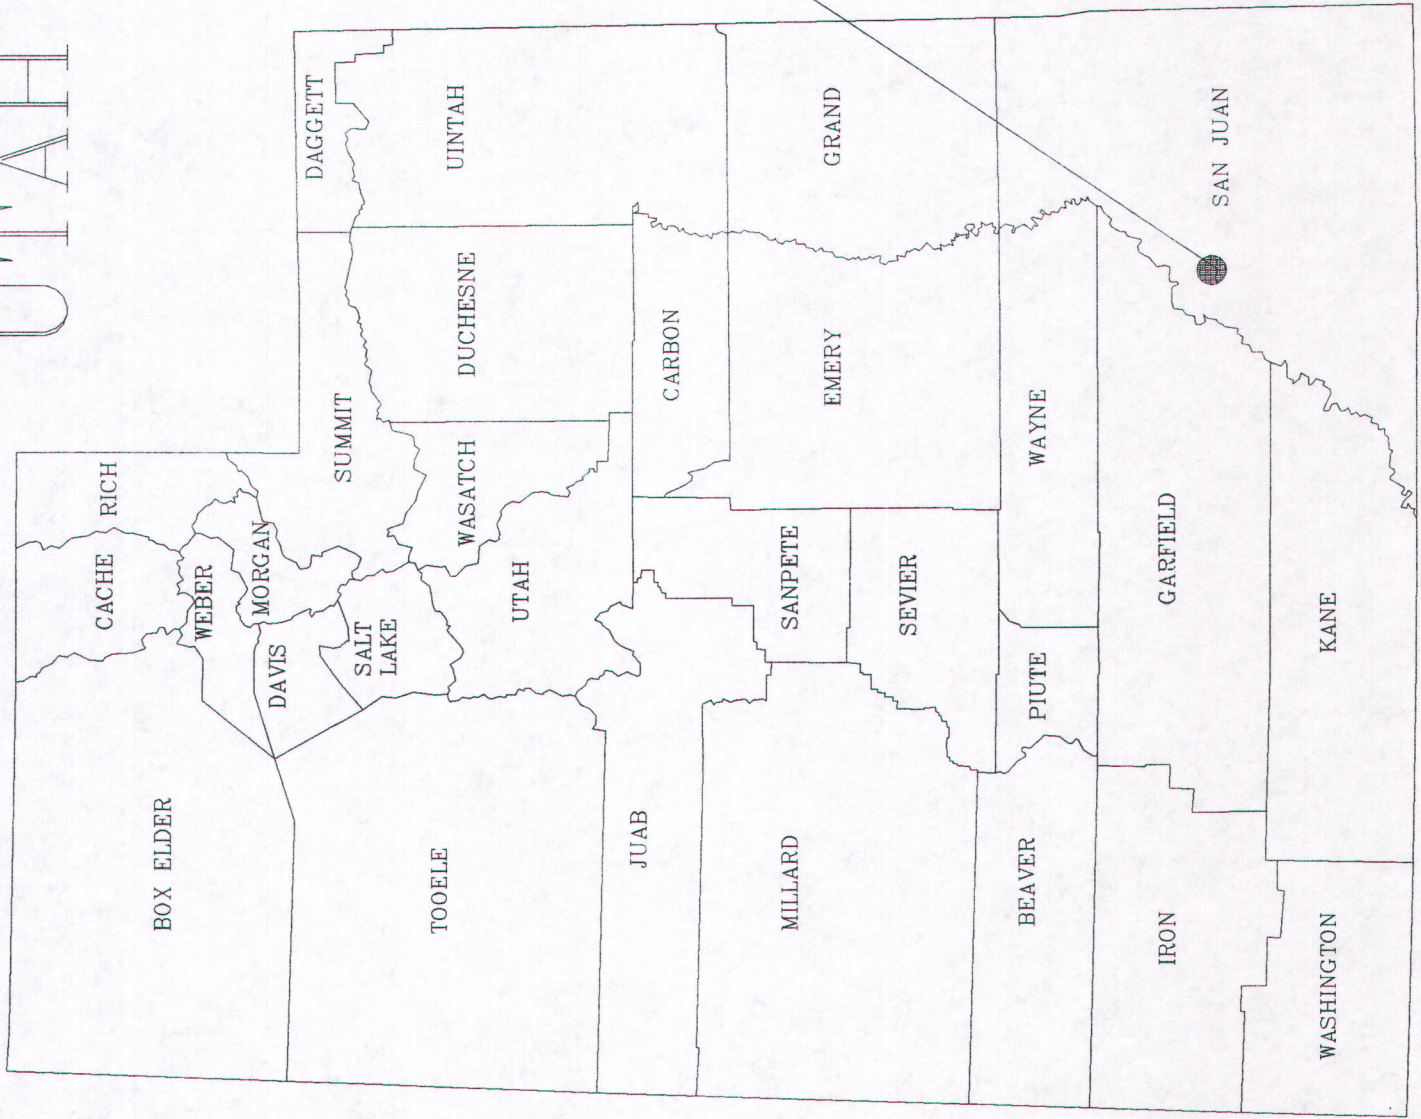 UTAH
BOX ELDER
CACHE
RICH
WEBER
MORGAN
DAVIS
SALT
LAKE
SUMMIT
DAGGETT
TOOELE
UTAH
WASATCH
DUCHESNE
UINTAH
JUAB
CARBON
MILLARD
SANPETE
EMERY
GRAND
SEVIER
BEAVER
PIUTE
WAYNE
IRON
GARFIELD
SAN JUAN
WASHINGTON
KANE